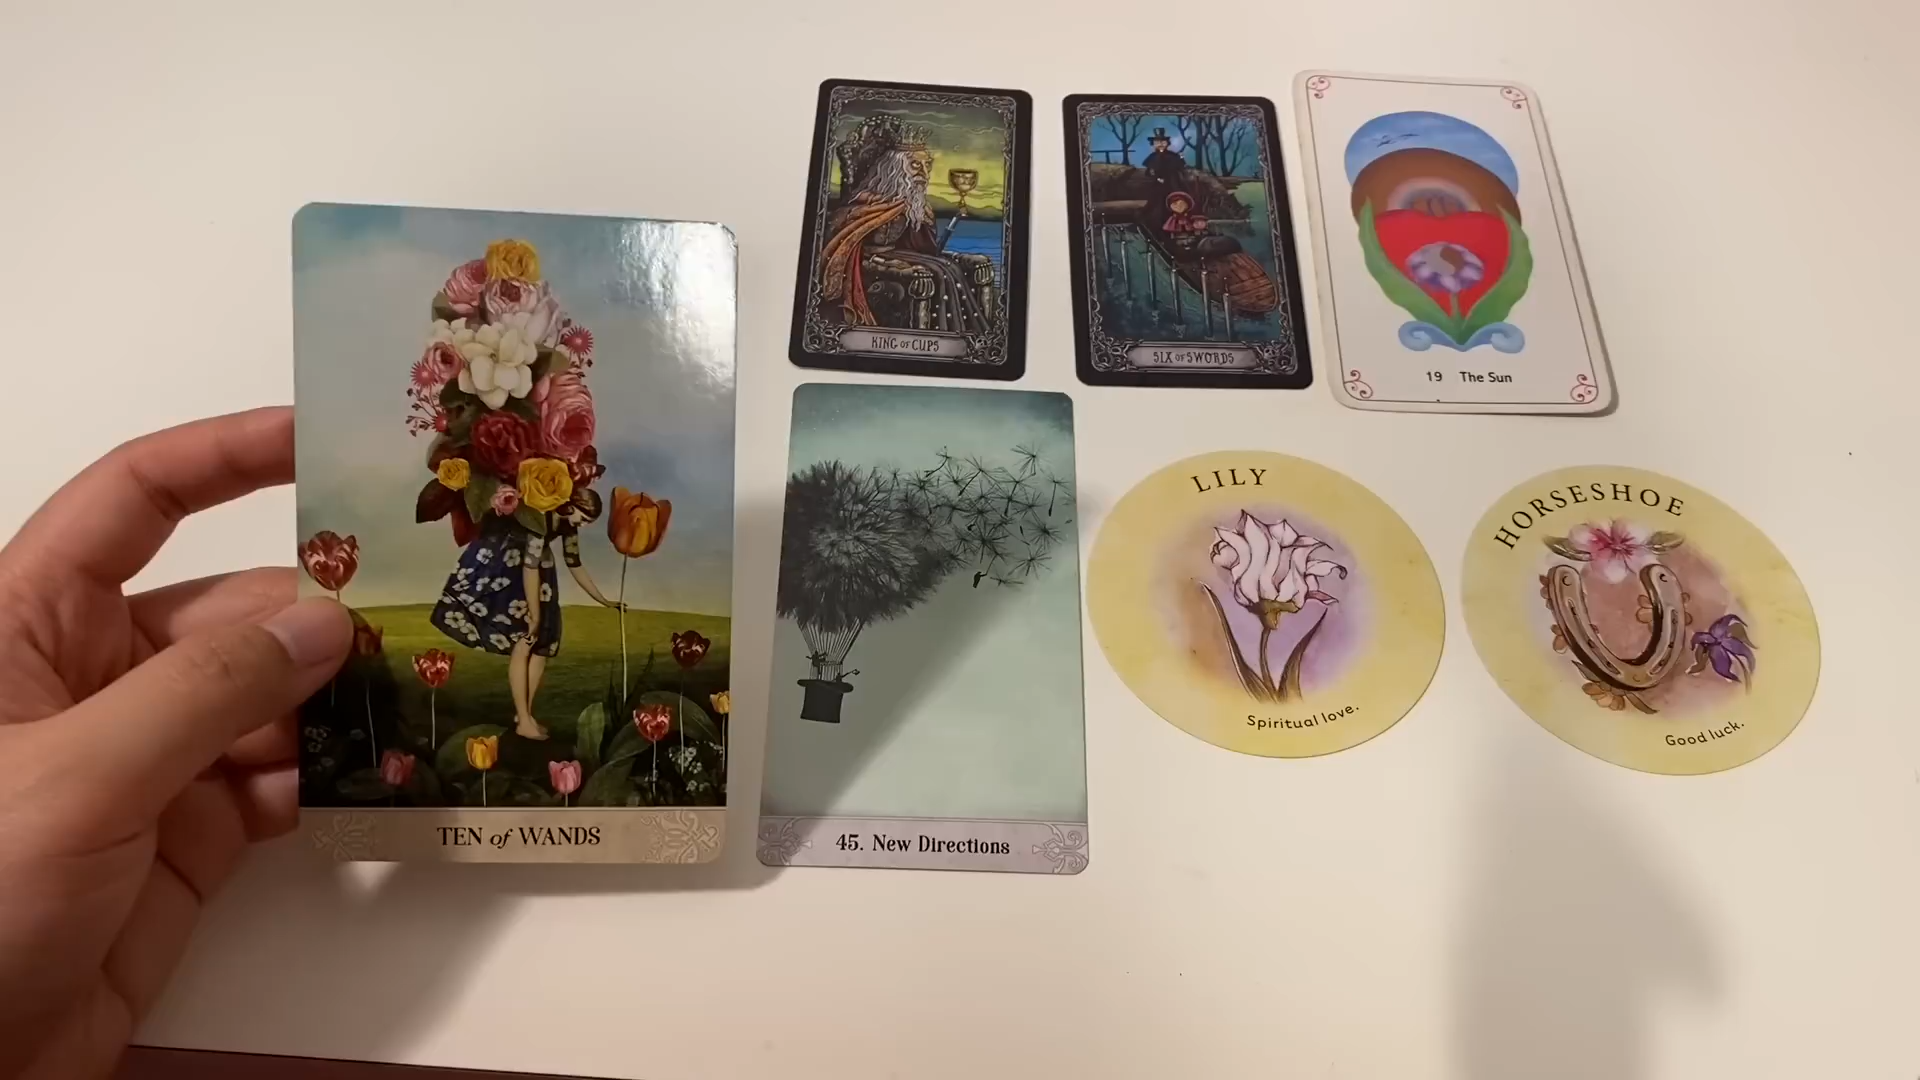 KING OF CUPS
SIX OF SWORDS
19 The Sun
TEN of WANDS
45. New Directions
LILY
Spiritual love.
HORSESHOE
Good luck.